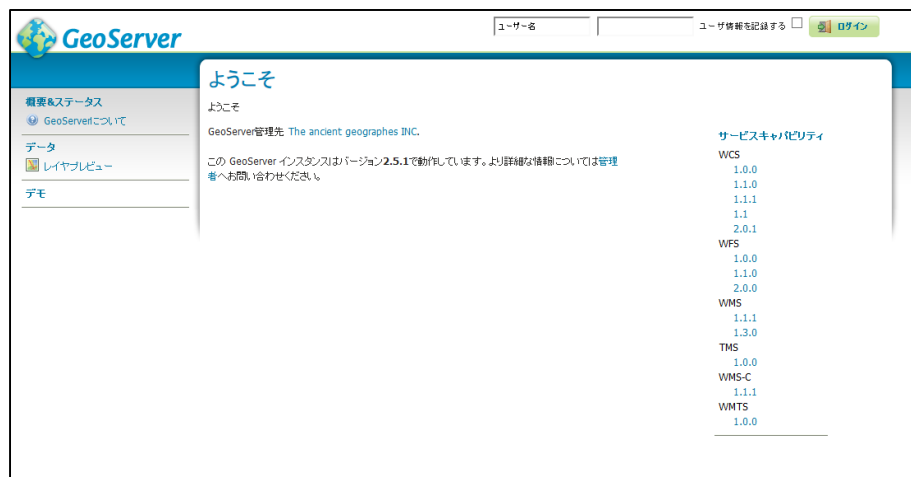 GeoServer
ユーザー名
ユーザ情報を記録する
ログイン
概要&ステータス
GeoServerについて
データ
レイヤプレビュー
デモ
ようこそ
ようこそ
GeoServer管理先 The ancient geographes INC.
この GeoServer インスタンスはバージョン2.5.1で動作しています。より詳細な情報については管理
者へお問い合わせください。
サービスキャパビリティ
WCS
1.0.0
1.1.0
1.1.1
1.1
2.0.1
WFS
1.0.0
1.1.0
2.0.0
WMS
1.1.1
1.3.0
TMS
1.0.0
WMS-C
1.1.1
WMTS
1.0.0